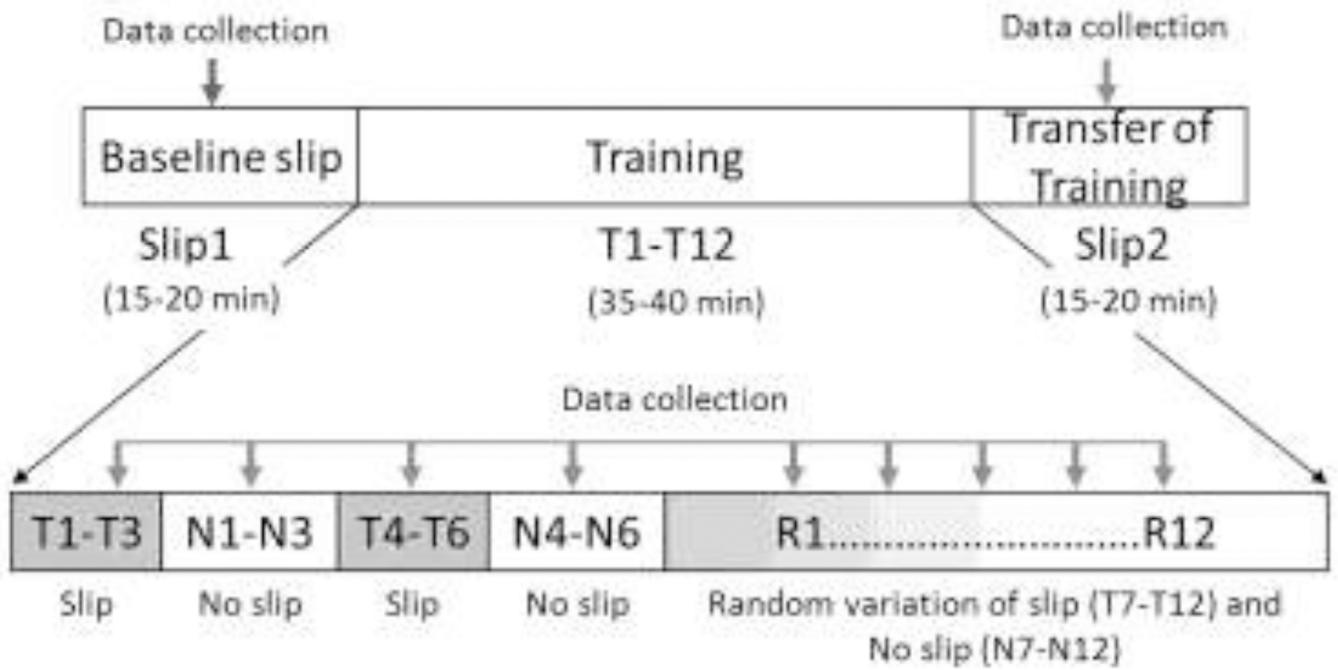 Data collection
Data collection
Baseline slip
Training
Transfer of
Training
Slip1
T1-T12
Slip2
(15-20 min)
(35-40 min)
(15-20 min)
Data collection
T1-T3
N1-N3
T4-T6
N4-N6
R1..............................R12
Slip
No slip
Slip
No slip
Random variation of slip (T7-T12) and
No slip (N7-N12)